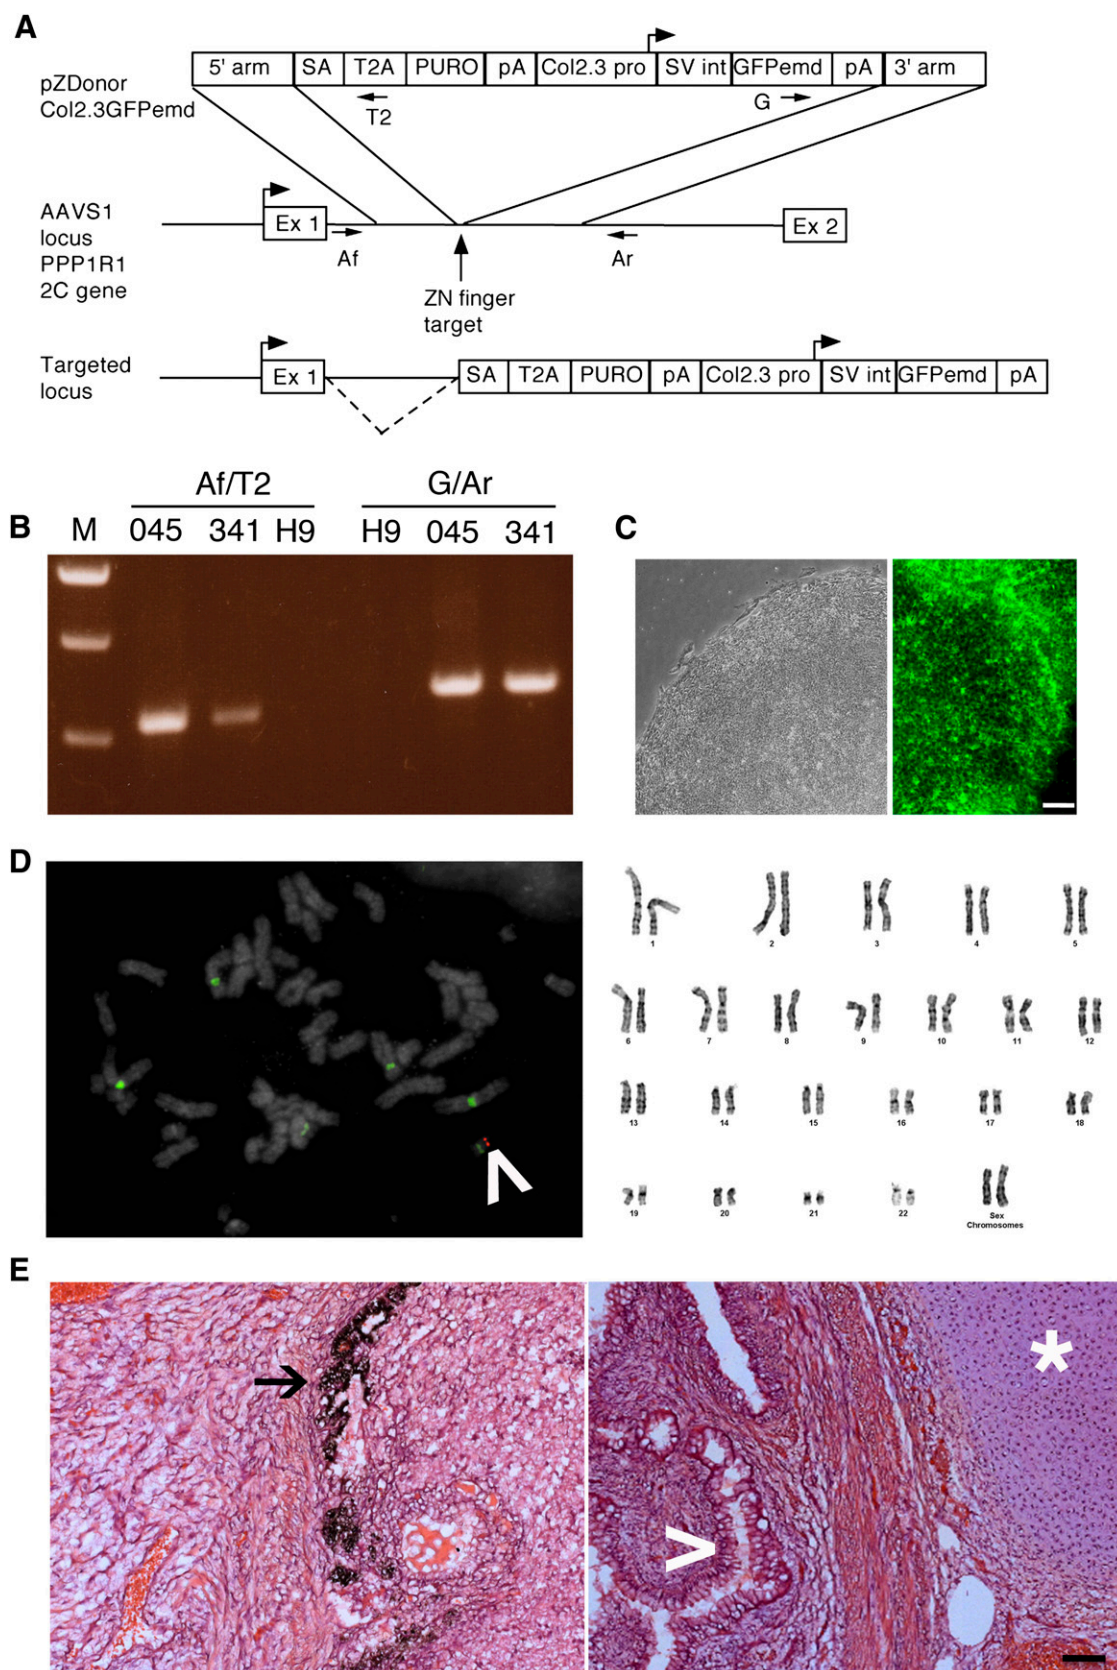 A
pZDonor
Col2.3GFPemd
5' arm SA T2A PURO pA Col2.3 pro SV int GFPemd pA 3' arm
T2
G
AAVS1
locus
PPP1R1
2C gene
Ex 1
Af
ZN finger
target
Ar
Ex 2
Targeted
locus
Ex 1 SA T2A PURO pA Col2.3 pro SV int GFPemd pA
B
Af/T2 G/Ar
M 045 341 H9 H9 045 341
C
D
1 2 3 4 5
6 7 8 9 10 11 12
13 14 15 16 17 18
19 20 21 22 Sex
Chromosomes
E
*